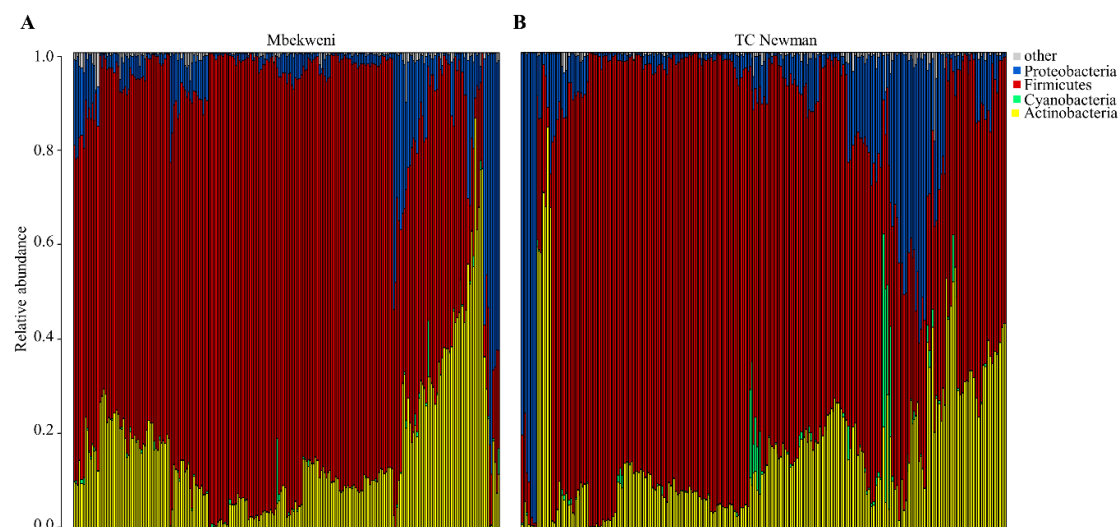 A
B
Mbekweni
TC Newman
other
Proteobacteria
Firmicutes
Cyanobacteria
Actinobacteria
Relative abundance
1.0
0.8
0.6
0.4
0.2
0.0